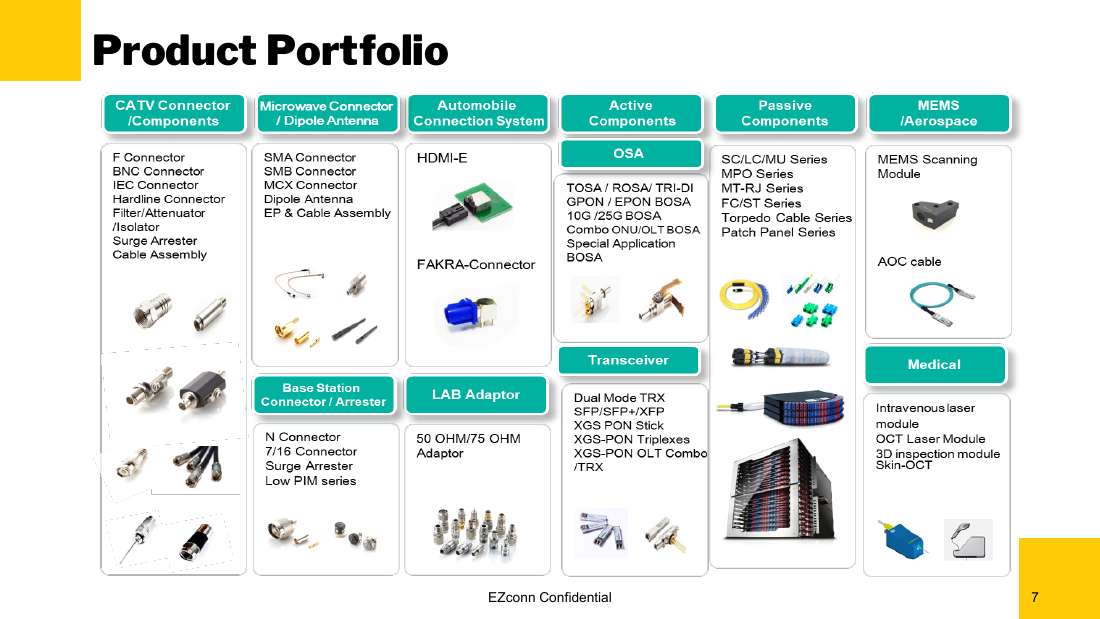 Product Portfolio
CATV Connector
/Components
F Connector
BNC Connector
IEC Connector
Hardline Connector
Filter/Attenuator
/Isolator
Surge Arrester
Cable Assembly
Microwave Connector
/ Dipole Antenna
SMA Connector
SMB Connector
MCX Connector
Dipole Antenna
EP & Cable Assembly
Base Station
Connector / Arrester
N Connector
7/16 Connector
Surge Arrester
Low PIM series
Automobile
Connection System
HDMI-E
FAKRA-Connector
LAB Adaptor
50 OHM/75 OHM
Adaptor
Active
Components
OSA
TOSA / ROSA/ TRI-DI
GPON / EPON BOSA
10G /25G BOSA
Combo ONU/OLT BOSA
Special Application
BOSA
Transceiver
Dual Mode TRX
SFP/SFP+/XFP
XGS PON Stick
XGS-PON Triplexes
XGS-PON OLT Combo
/TRX
Passive
Components
SC/LC/MU Series
MPO Series
MT-RJ Series
FC/ST Series
Torpedo Cable Series
Patch Panel Series
MEMS
/Aerospace
MEMS Scanning
Module
AOC cable
Medical
Intravenous laser
module
OCT Laser Module
3D inspection module
Skin-OCT
EZconn Confidential
7